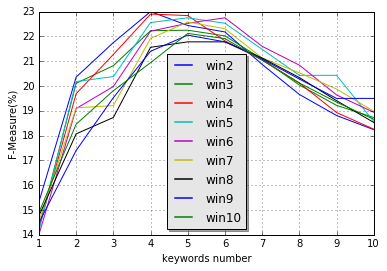 23
22
21
20
19
18
17
16
15
14
F-Measure(%)
win2
win3
win4
win5
win6
win7
win8
win9
win10
1 2 3 4 5 6 7 8 9 10
keywords number